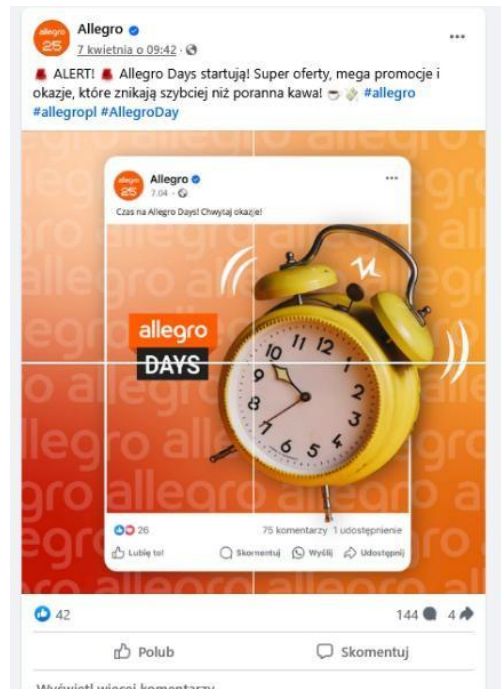 Allegro
7 kwietnia o 09:42 ·
ALERT! Allegro Days startują! Super oferty, mega promocje i
okazje, które znikają szybciej niż poranna kawa! #allegro
#allegropl #AllegroDay
allegro
25
Allegro
7.04 ·
Czas na Allegro Days! Chwytaj okazje!
allegro
DAYS
10 11 12
9
8 2
7 6 5 4 3
26
75 komentarzy 1 udostępnienie
Lubię to!
Skomentuj
Wyślij
Udostępnij
42
144
4
Polub
Skomentuj
Wyświetl więcej komentarzy